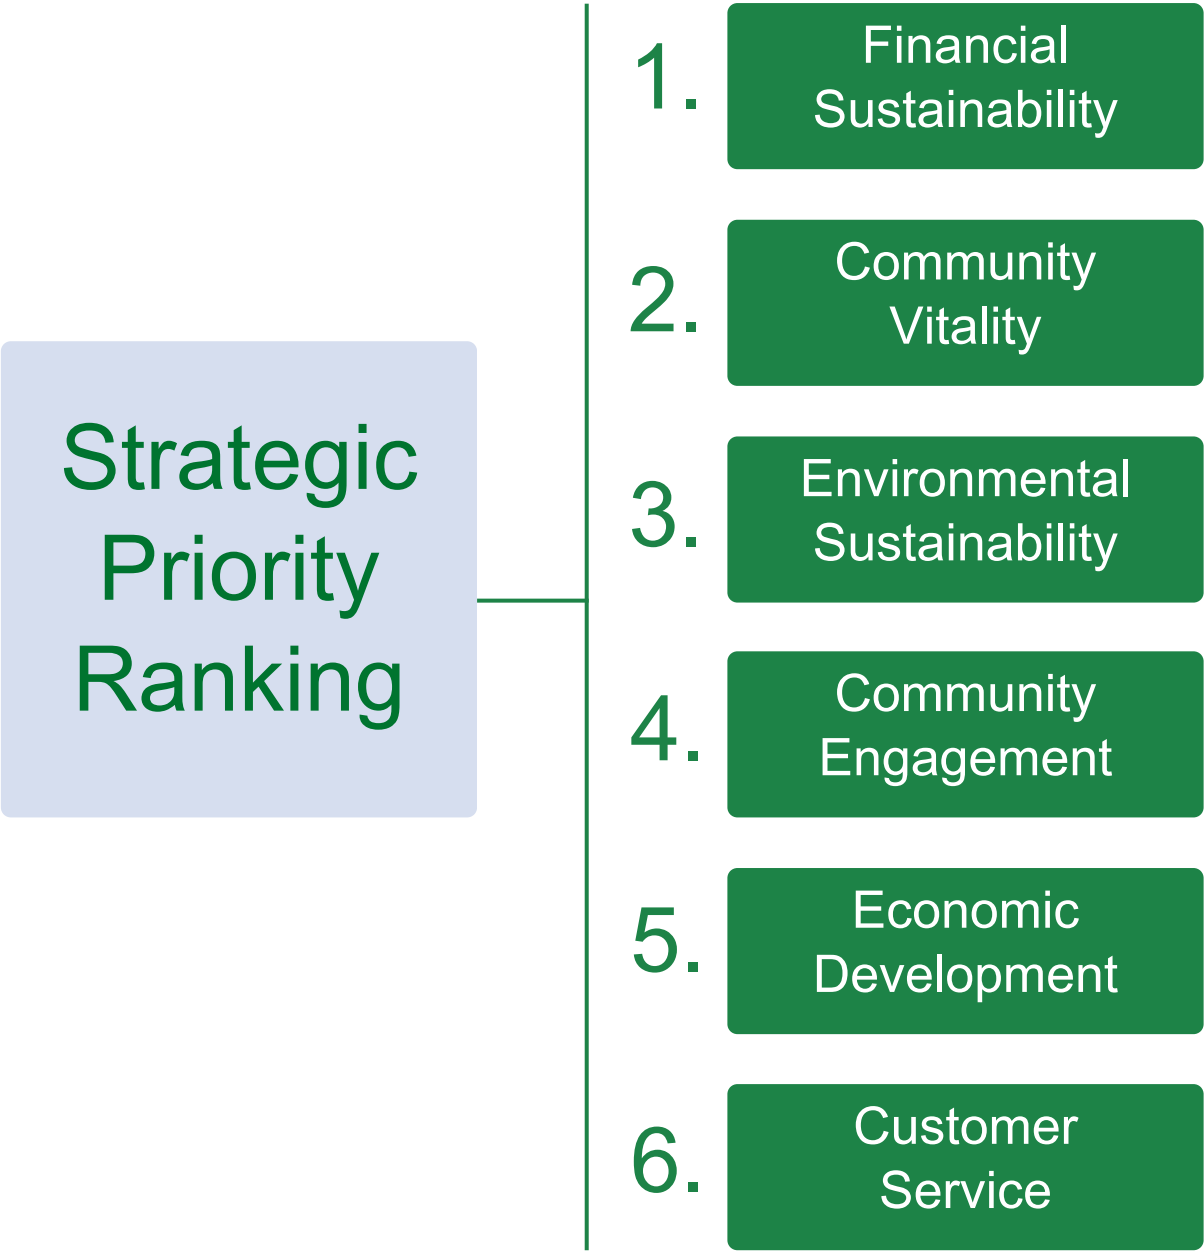 Strategic
Priority
Ranking
1.
Financial
Sustainability
2.
Community
Vitality
3.
Environmental
Sustainability
4.
Community
Engagement
5.
Economic
Development
6.
Customer
Service